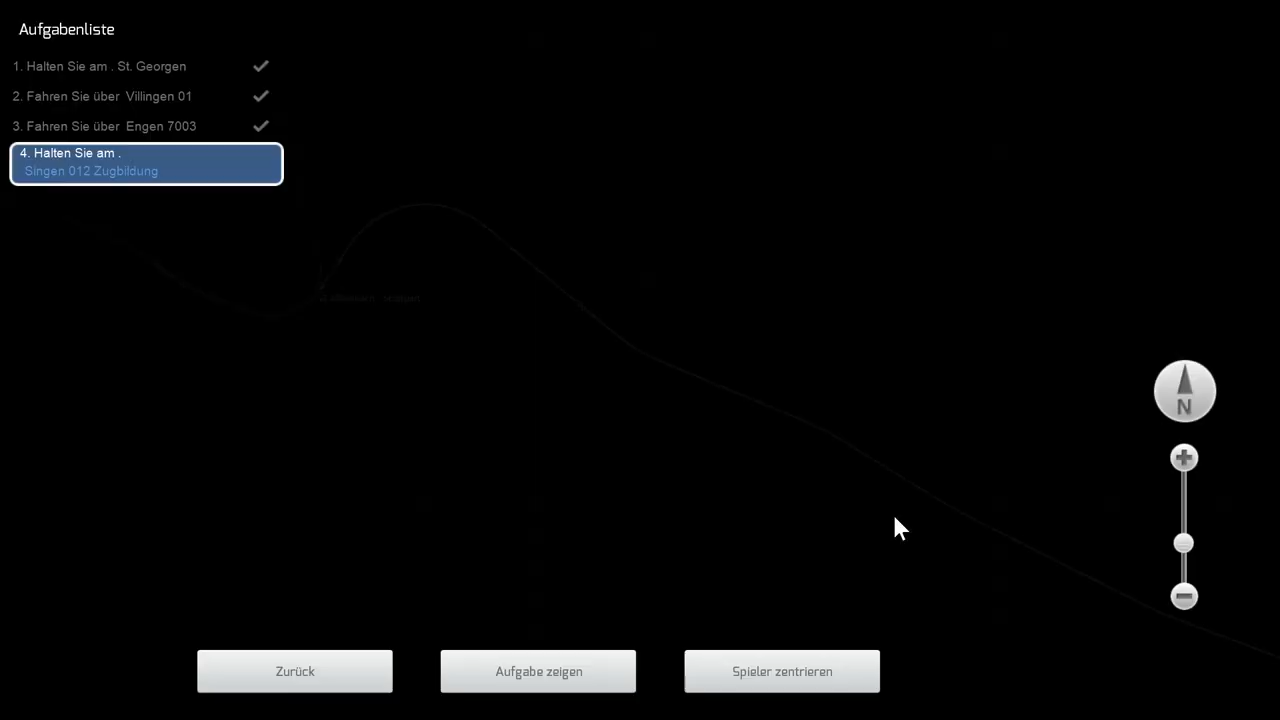 Aufgabenliste
1. Halten Sie am . St. Georgen
2. Fahren Sie über  Villingen 01
3. Fahren Sie über  Engen 7003
4. Halten Sie am .
Singen 012 Zugbildung
N
Zurück
Aufgabe zeigen
Spieler zentrieren